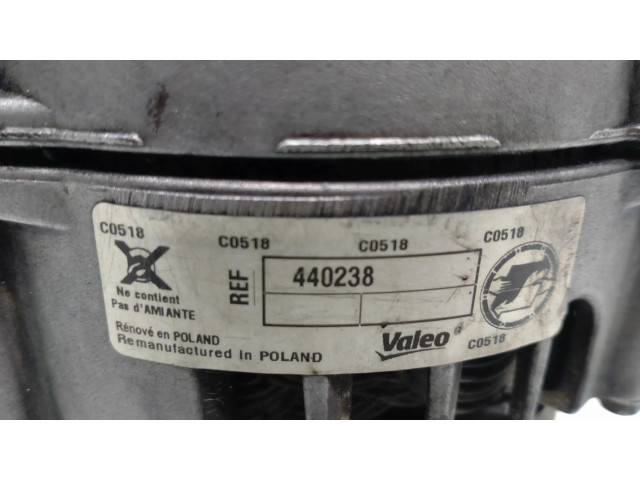 C0518
C0518
C0518
C0518
REF
440238
Ne contient
Pas d'AMIANTE
Rénové en POLAND
Remanufactured in POLAND
Valeo
C0518